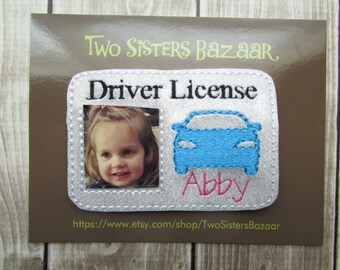 Two Sisters Bazaar
Driver License
Abby
https://www.etsy.com/shop/TwoSistersBazaar